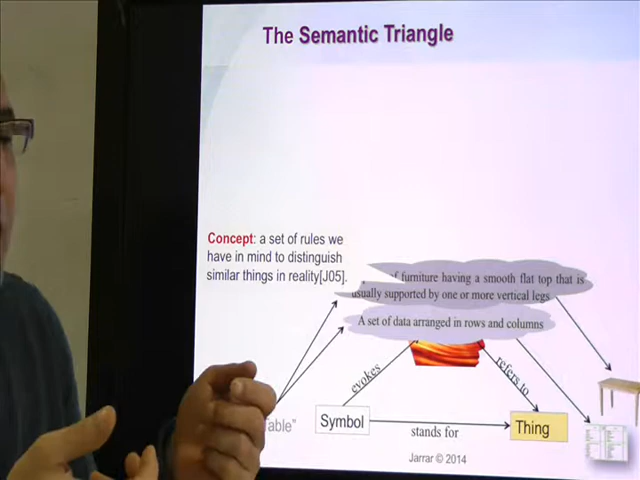 The Semantic Triangle
Concept: a set of rules we
have in mind to distinguish
similar things in reality[J05].
of furniture having a smooth flat top that is
usually supported by one or more vertical legs
A set of data arranged in rows and columns
evokes
refers to
Table"
Symbol
stands for
Thing
Jarrar © 2014